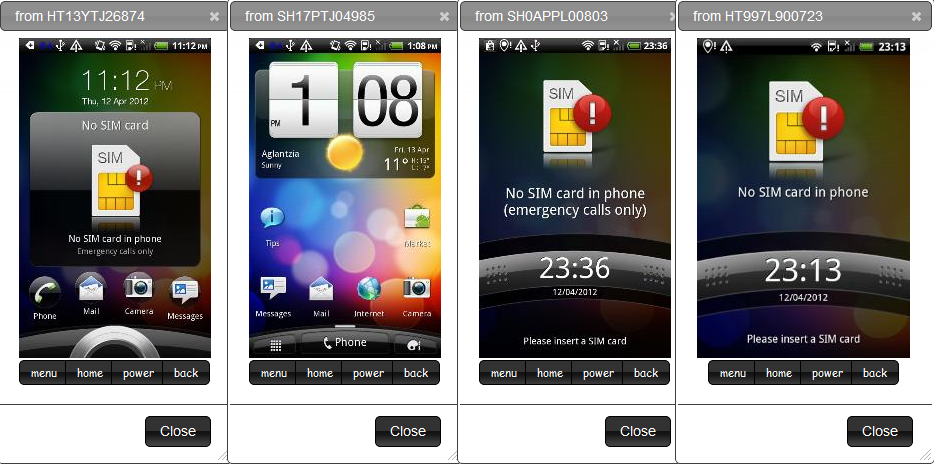 from HT13YTJ26874
11:12 PM
11:12 PM
Thu, 12 Apr 2012
No SIM card
SIM
No SIM card in phone
Emergency calls only
Phone
Mail
Camera
Messages
menu home power back
Close
from SH17PTJ04985
1:08 PM
1 08
PM
Aglantzia
Sunny
Fri, 13 Apr
11° H: 15°
L: 7°
Tips
Market
Messages
Mail
Internet
Camera
Phone
menu home power back
Close
from SH0APPL00803
23:36
SIM
No SIM card in phone
(emergency calls only)
23:36
12/04/2012
Please insert a SIM card
menu home power back
Close
from HT997L900723
23:13
SIM
No SIM card in phone
23:13
12/04/2012
Please insert a SIM card
menu home power back
Close